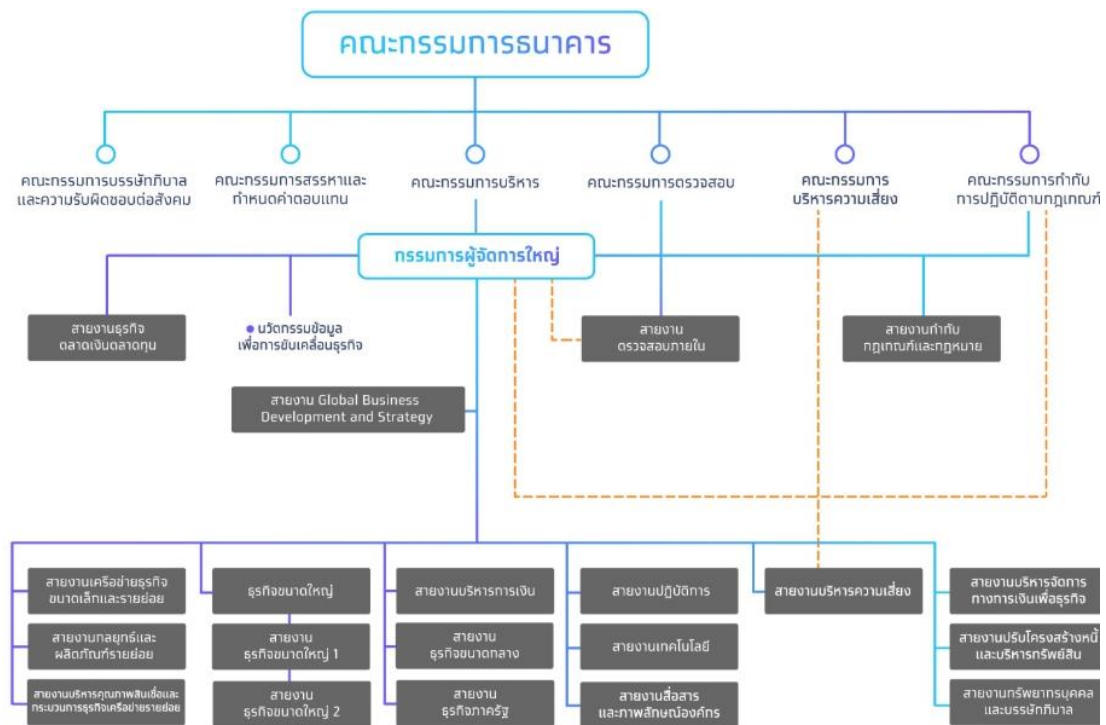 คณะกรรมการธนาคาร
คณะกรรมการบรรษัทภิบาล
และความรับผิดชอบต่อสังคม
คณะกรรมการสรรหาและ
กำหนดค่าตอบแทน
คณะกรรมการบริหาร
คณะกรรมการตรวจสอบ
คณะกรรมการ
บริหารความเสี่ยง
คณะกรรมการกำกับ
การปฏิบัติตามกฎเกณฑ์
กรรมการผู้จัดการใหญ่
สายงานธุรกิจ
ตลาดเงินตลาดทุน
นวัตกรรมข้อมูล
เพื่อการขับเคลื่อนธุรกิจ
สายงาน
ตรวจสอบภายใน
สายงานกำกับ
กฎเกณฑ์และกฎหมาย
สายงาน Global Business
Development and Strategy
สายงานเครือข่ายธุรกิจ
ขนาดเล็กและรายย่อย
ธุรกิจขนาดใหญ่
สายงานบริหารการเงิน
สายงานปฏิบัติการ
สายงานบริหารความเสี่ยง
สายงานบริหารจัดการ
ทางการเงินเพื่อธุรกิจ
สายงานกลยุทธ์และ
ผลิตภัณฑ์รายย่อย
สายงาน
ธุรกิจขนาดใหญ่ 1
สายงาน
ธุรกิจขนาดกลาง
สายงานเทคโนโลยี
สายงานปรับโครงสร้างหนี้
และบริหารทรัพย์สิน
สายงานบริหารคุณภาพสินเชื่อและ
กระบวนการธุรกิจเครือข่ายรายย่อย
สายงาน
ธุรกิจขนาดใหญ่ 2
สายงาน
ธุรกิจภาครัฐ
สายงานสื่อสาร
และภาพลักษณ์องค์กร
สายงานทรัพยากรบุคคล
และบรรษัทภิบาล